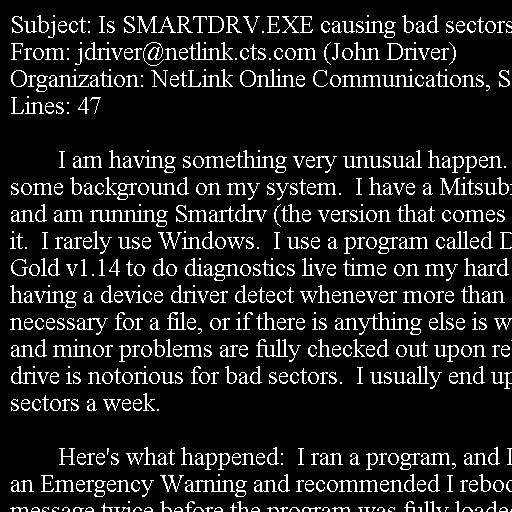 Subject: Is SMARTDRV.EXE causing bad sectors
From: jdriver@netlink.cts.com (John Driver)
Organization: NetLink Online Communications, S
Lines: 47
I am having something very unusual happen.
some background on my system.  I have a Mitsub
and am running Smartdrv (the version that comes
it.  I rarely use Windows.  I use a program called D
Gold v1.14 to do diagnostics live time on my hard
having a device driver detect whenever more than
necessary for a file, or if there is anything else is w
and minor problems are fully checked out upon re
drive is notorious for bad sectors.  I usually end up
sectors a week.
Here's what happened:  I ran a program, and I
an Emergency Warning and recommended I reboo
message twice before the program was fully loade